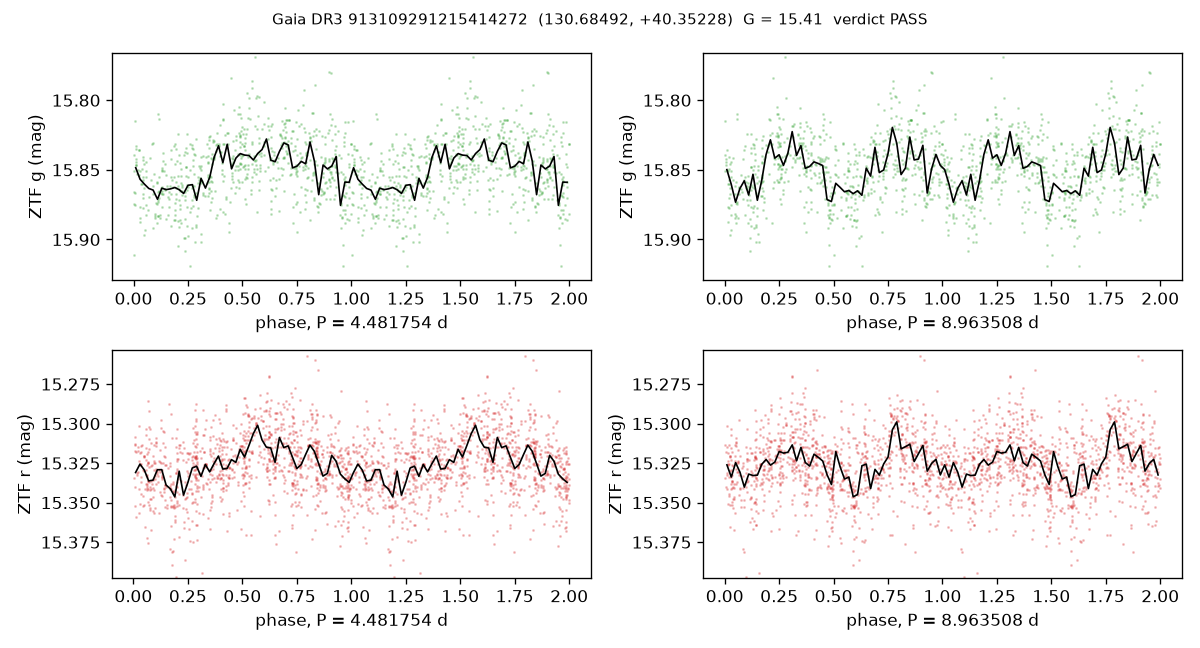 Gaia DR3 913109291215414272  (130.68492, +40.35228)  G = 15.41  verdict PASS
ZTF g (mag)
15.80
15.85
15.90
0.00 0.25 0.50 0.75 1.00 1.25 1.50 1.75 2.00
phase, P = 4.481754 d
ZTF g (mag)
15.80
15.85
15.90
0.00 0.25 0.50 0.75 1.00 1.25 1.50 1.75 2.00
phase, P = 8.963508 d
ZTF r (mag)
15.275
15.300
15.325
15.350
15.375
0.00 0.25 0.50 0.75 1.00 1.25 1.50 1.75 2.00
phase, P = 4.481754 d
ZTF r (mag)
15.275
15.300
15.325
15.350
15.375
0.00 0.25 0.50 0.75 1.00 1.25 1.50 1.75 2.00
phase, P = 8.963508 d